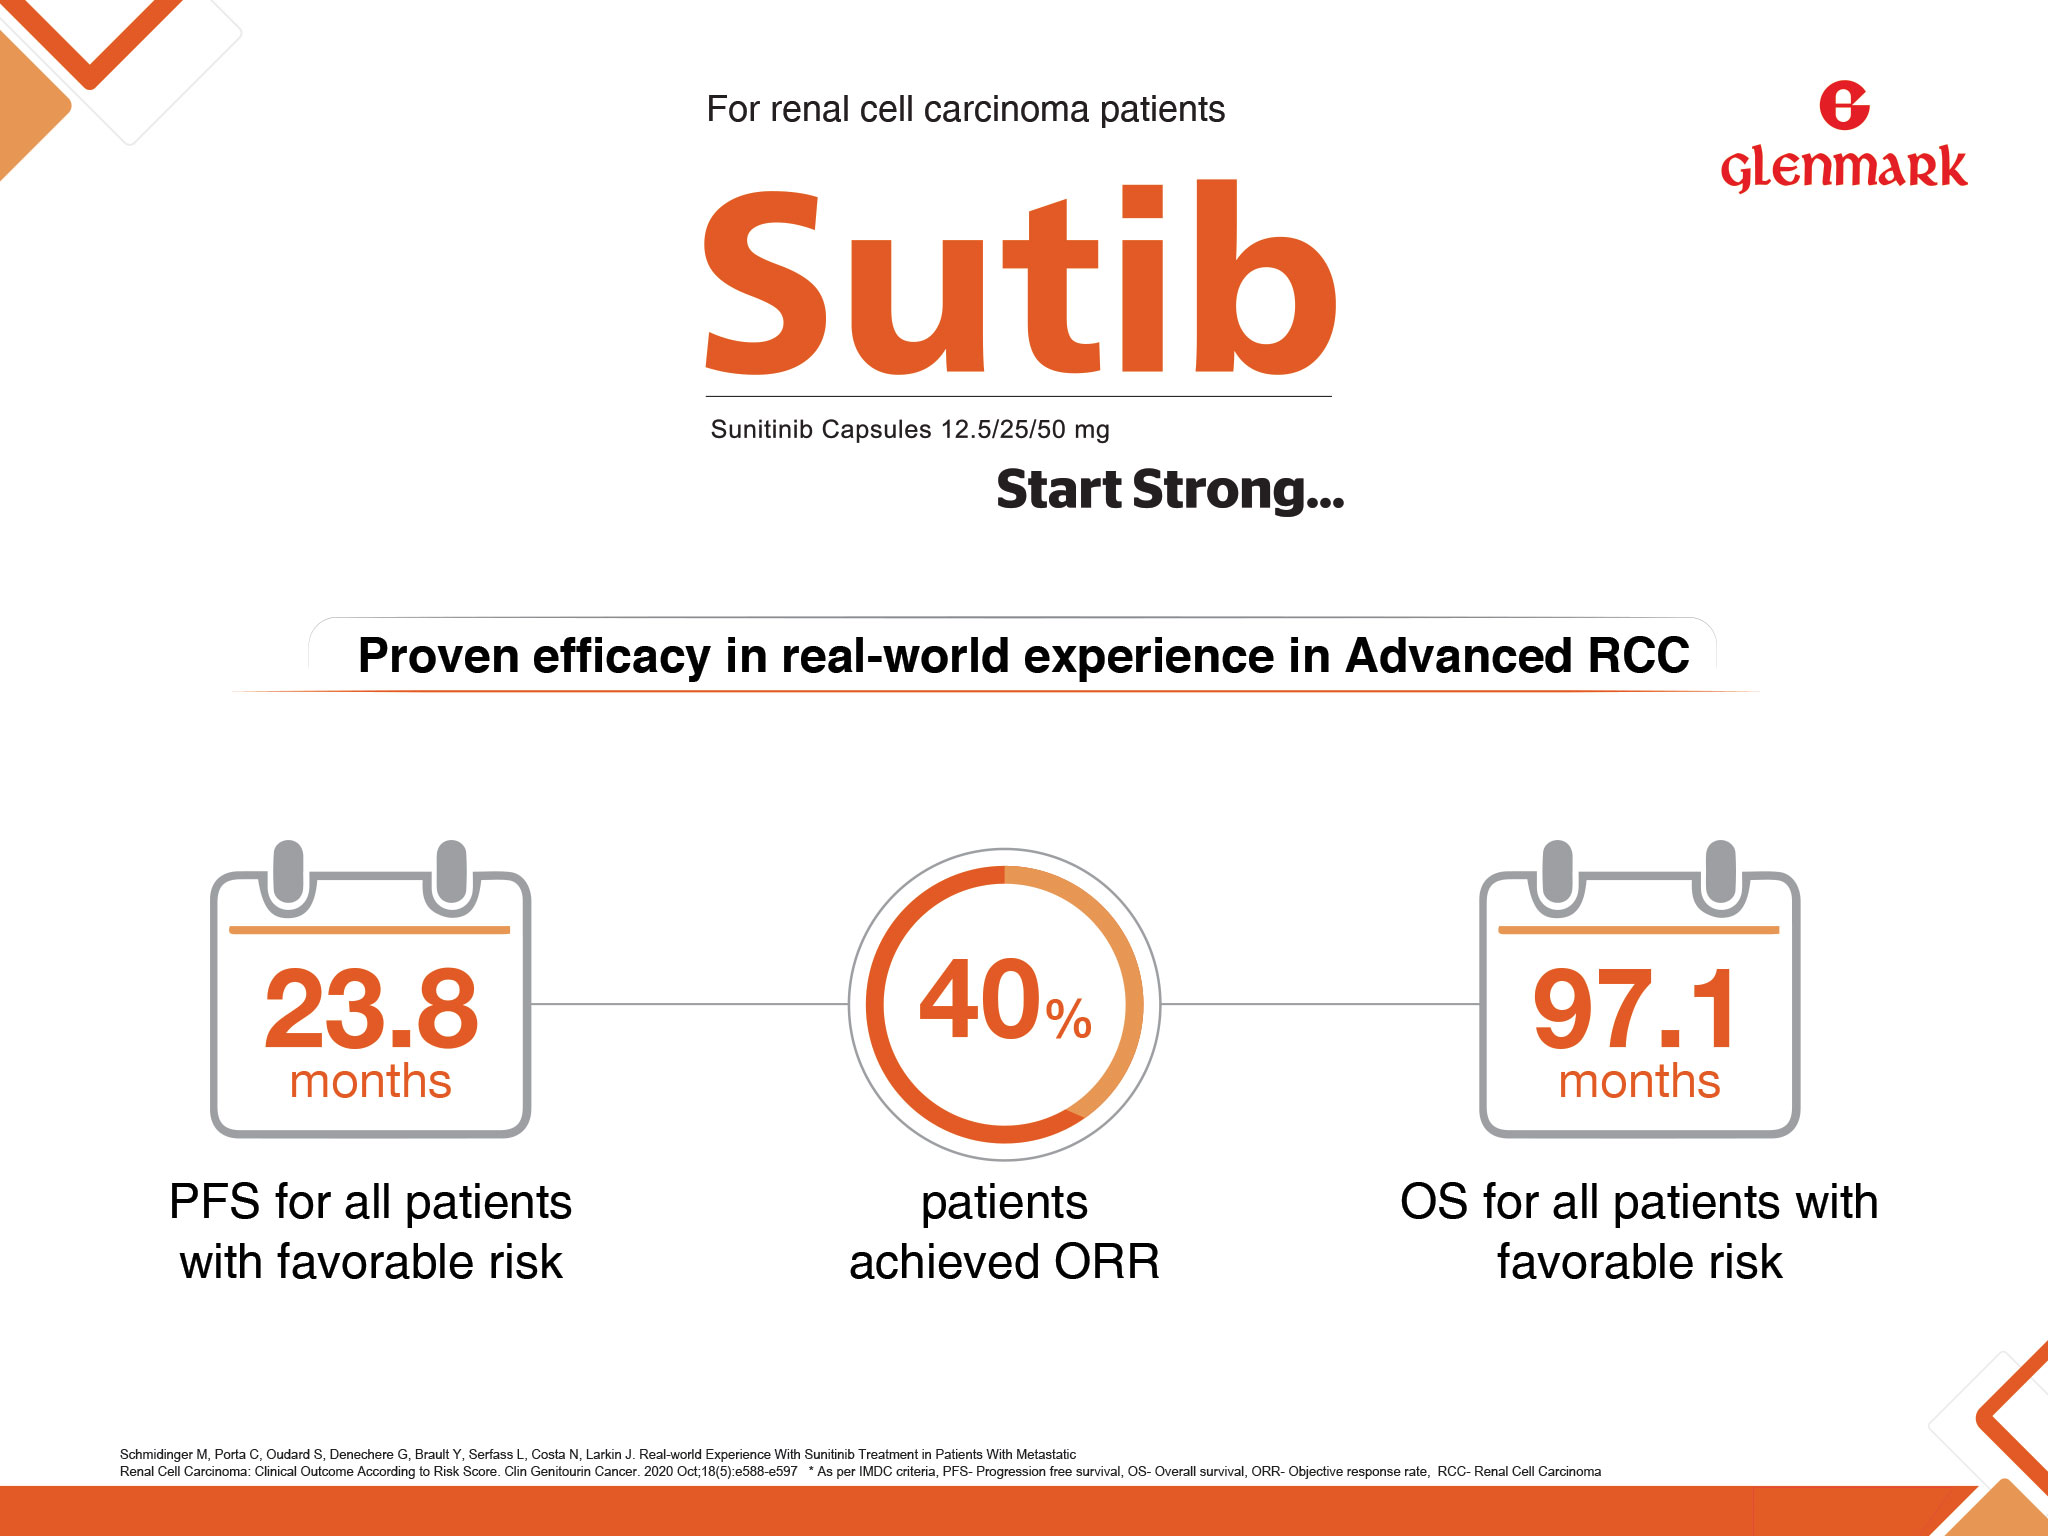 For renal cell carcinoma patients
GLENMARK
Sutib
Sunitinib Capsules 12.5/25/50 mg
Start Strong...
Proven efficacy in real-world experience in Advanced RCC
23.8
months
PFS for all patients
with favorable risk
40%
patients
achieved ORR
97.1
months
OS for all patients with
favorable risk
Schmidinger M, Porta C, Oudard S, Denechere G, Brault Y, Serfass L, Costa N, Larkin J. Real-world Experience With Sunitinib Treatment in Patients With Metastatic
Renal Cell Carcinoma: Clinical Outcome According to Risk Score. Clin Genitourin Cancer. 2020 Oct;18(5):e588-e597 * As per IMDC criteria, PFS- Progression free survival, OS- Overall survival, ORR- Objective response rate, RCC- Renal Cell Carcinoma